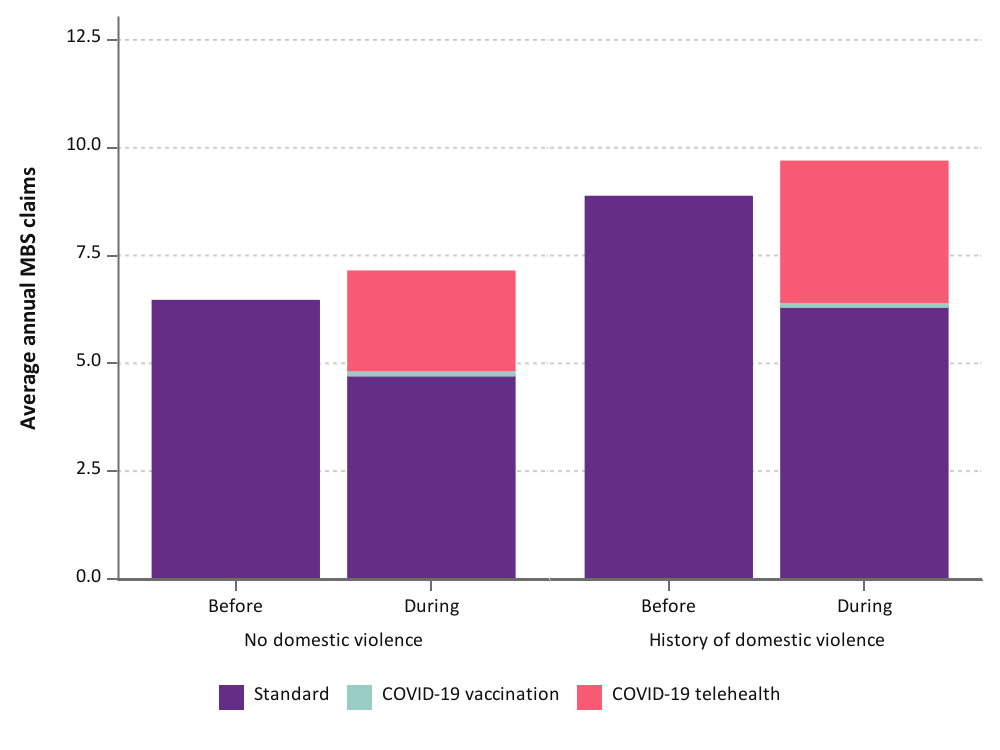 Average annual MBS claims
12.5
10.0
7.5
5.0
2.5
0.0
Before
During
Before
During
No domestic violence
History of domestic violence
Standard
COVID-19 vaccination
COVID-19 telehealth